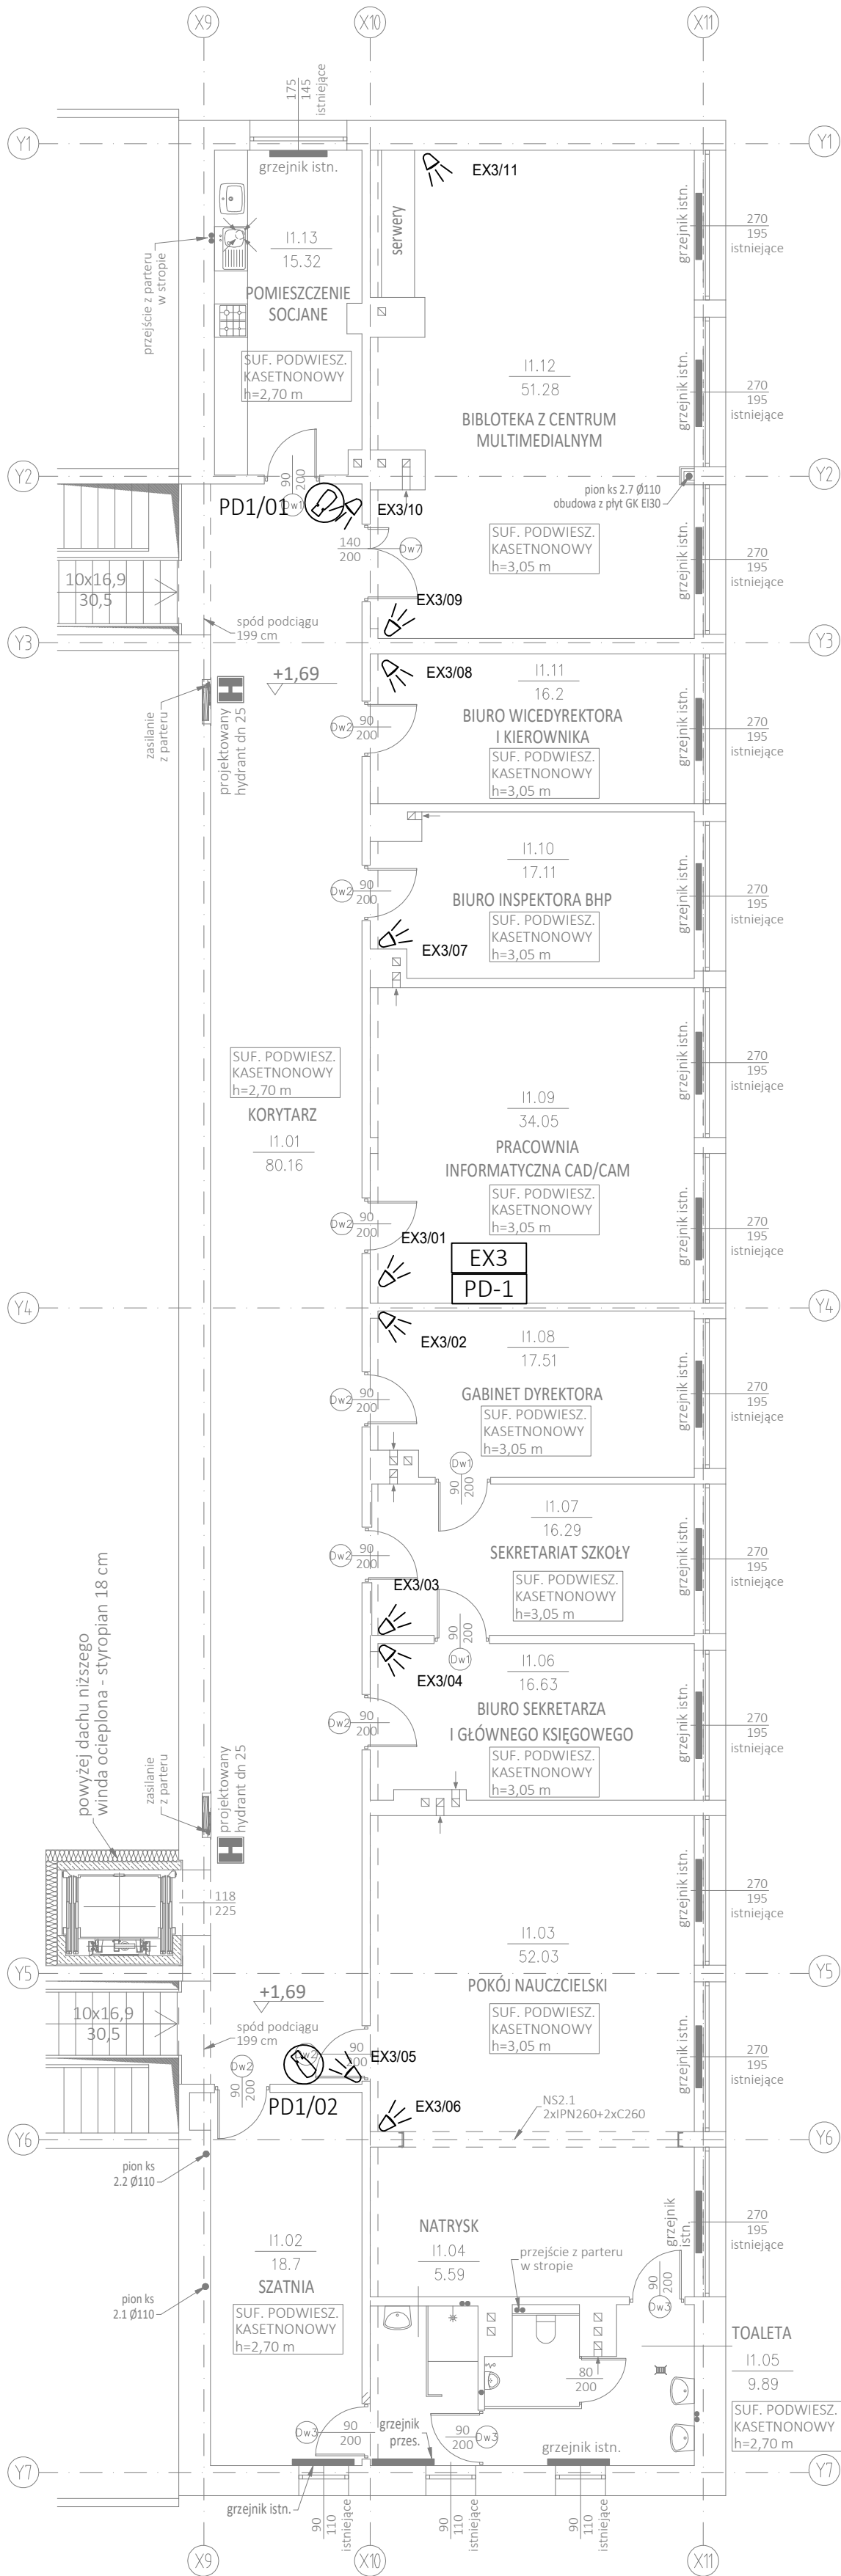 X9
X10
X11
175
145
istniejące
Y1
Y1
grzejnik istn.
EX3/11
serwery
grzejnik istn.
270
195
istniejące
przejście z parteru
w stropie
I1.13
15.32
POMIESZCZENIE
SOCJANE
SUF. PODWIESZ.
KASETNONOWY
h=2,70 m
I1.12
51.28
BIBLOTEKA Z CENTRUM
MULTIMEDIALNYM
grzejnik istn.
270
195
istniejące
Y2
Y2
90
200
Dw1
PD1/01
EX3/10
pion ks 2.7 Ø110
obudowa z płyt GK EI30
140
200
Dw7
SUF. PODWIESZ.
KASETNONOWY
h=3,05 m
grzejnik istn.
270
195
istniejące
10x16,9
30,5
EX3/09
spód podciągu
199 cm
Y3
Y3
+1,69
EX3/08
zasilanie
z parteru
projektowany
hydrant dn 25
I1.11
16.2
BIURO WICEDYREKTORA
I KIEROWNIKA
SUF. PODWIESZ.
KASETNONOWY
h=3,05 m
Dw2
90
200
grzejnik istn.
270
195
istniejące
I1.10
17.11
BIURO INSPEKTORA BHP
SUF. PODWIESZ.
KASETNONOWY
h=3,05 m
Dw2
90
200
EX3/07
grzejnik istn.
270
195
istniejące
SUF. PODWIESZ.
KASETNONOWY
h=2,70 m
KORYTARZ
I1.01
80.16
I1.09
34.05
PRACOWNIA
INFORMATYCZNA CAD/CAM
SUF. PODWIESZ.
KASETNONOWY
h=3,05 m
grzejnik istn.
270
195
istniejące
Dw2
90
200
EX3/01
EX3
PD-1
grzejnik istn.
270
195
istniejące
Y4
Y4
EX3/02
I1.08
17.51
GABINET DYREKTORA
SUF. PODWIESZ.
KASETNONOWY
h=3,05 m
Dw2
90
200
grzejnik istn.
270
195
istniejące
Dw1
90
200
I1.07
16.29
SEKRETARIAT SZKOŁY
SUF. PODWIESZ.
KASETNONOWY
h=3,05 m
Dw2
90
200
EX3/03
grzejnik istn.
270
195
istniejące
90
200
Dw1
EX3/04
I1.06
16.63
BIURO SEKRETARZA
I GŁÓWNEGO KSIĘGOWEGO
SUF. PODWIESZ.
KASETNONOWY
h=3,05 m
Dw2
90
200
grzejnik istn.
270
195
istniejące
powyżej dachu niższego
winda ocieplona - styropian 18 cm
zasilanie
z parteru
projektowany
hydrant dn 25
118
225
I1.03
52.03
POKÓJ NAUCZCIELSKI
SUF. PODWIESZ.
KASETNONOWY
h=3,05 m
grzejnik istn.
270
195
istniejące
Y5
Y5
+1,69
10x16,9
30,5
spód podciągu
199 cm
Dw2
90
200
Dw2
90
200
EX3/05
PD1/02
EX3/06
grzejnik istn.
270
195
istniejące
NS2.1
2xIPN260+2xC260
Y6
Y6
pion ks
2.2 Ø110
pion ks
2.1 Ø110
I1.02
18.7
SZATNIA
SUF. PODWIESZ.
KASETNONOWY
h=2,70 m
NATRYSK
I1.04
5.59
przejście z parteru
w stropie
grzejnik
istn.
270
195
istniejące
90
200
Dw3
TOALETA
I1.05
9.89
SUF. PODWIESZ.
KASETNONOWY
h=2,70 m
80
200
Dw3
90
200
grzejnik
przes.
90
200
Dw3
grzejnik istn.
Y7
Y7
grzejnik istn.
90
110
istniejące
90
110
istniejące
90
110
istniejące
X9
X10
X11